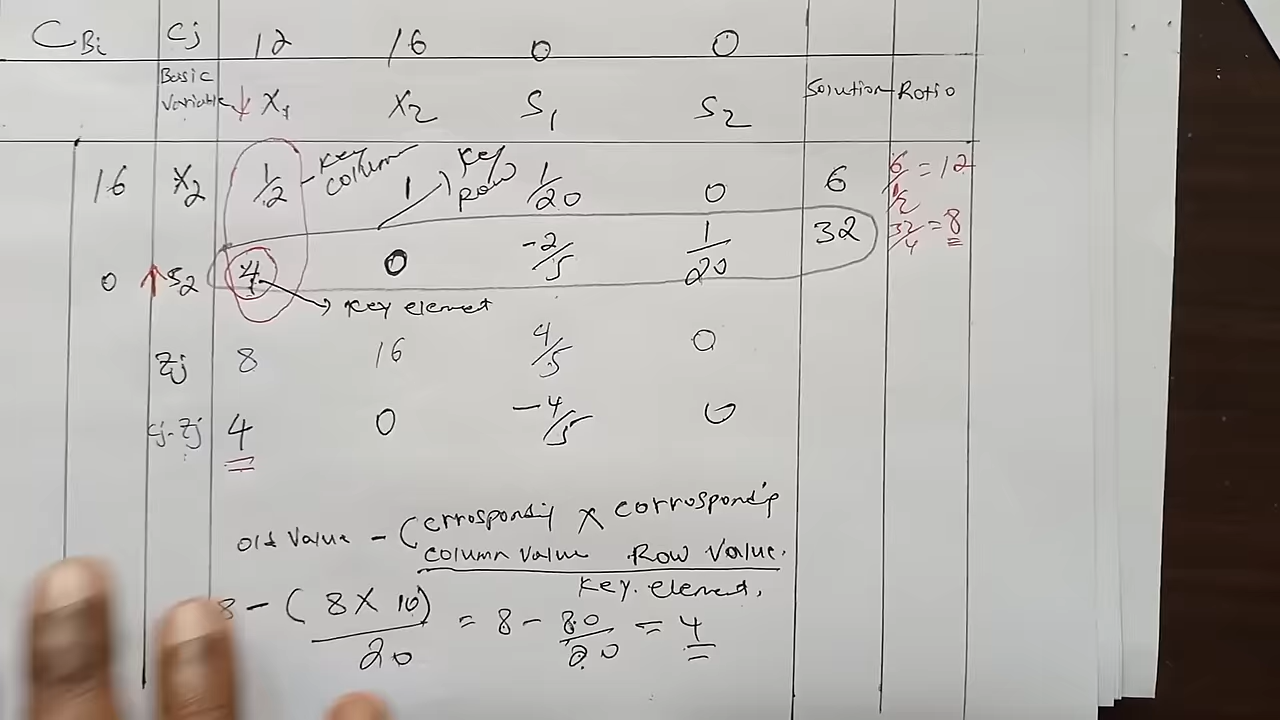 CBi Cj 12 16 0 0
Basic Variable X1 X2 S1 S2 Solution Ratio
16 X2 1/2 1 1/20 0 6 6/1/2 = 12
Key column
Key Row
0 S2 4 0 -2/5 1/20 32 32/4 = 8
Key element
Zj 8 16 4/5 0
Cj-Zj 4 0 -4/5 0
Old Value - (Corrospondig column value X corrospondig Row value.
Key. element.
8 - (8 X 10)/20 = 8 - 80/20 = 4